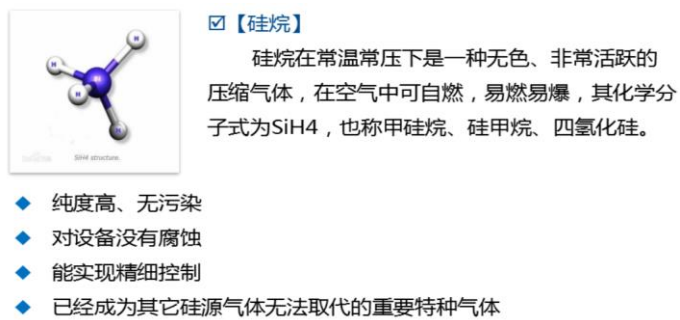 【硅烷】
硅烷在常温常压下是一种无色、非常活跃的
压缩气体，在空气中可自燃，易燃易爆，其化学分
子式为SiH4，也称甲硅烷、硅甲烷、四氢化硅。
H
H
H
H
SiH4 structure.
纯度高、无污染
对设备没有腐蚀
能实现精细控制
已经成为其它硅源气体无法取代的重要特种气体